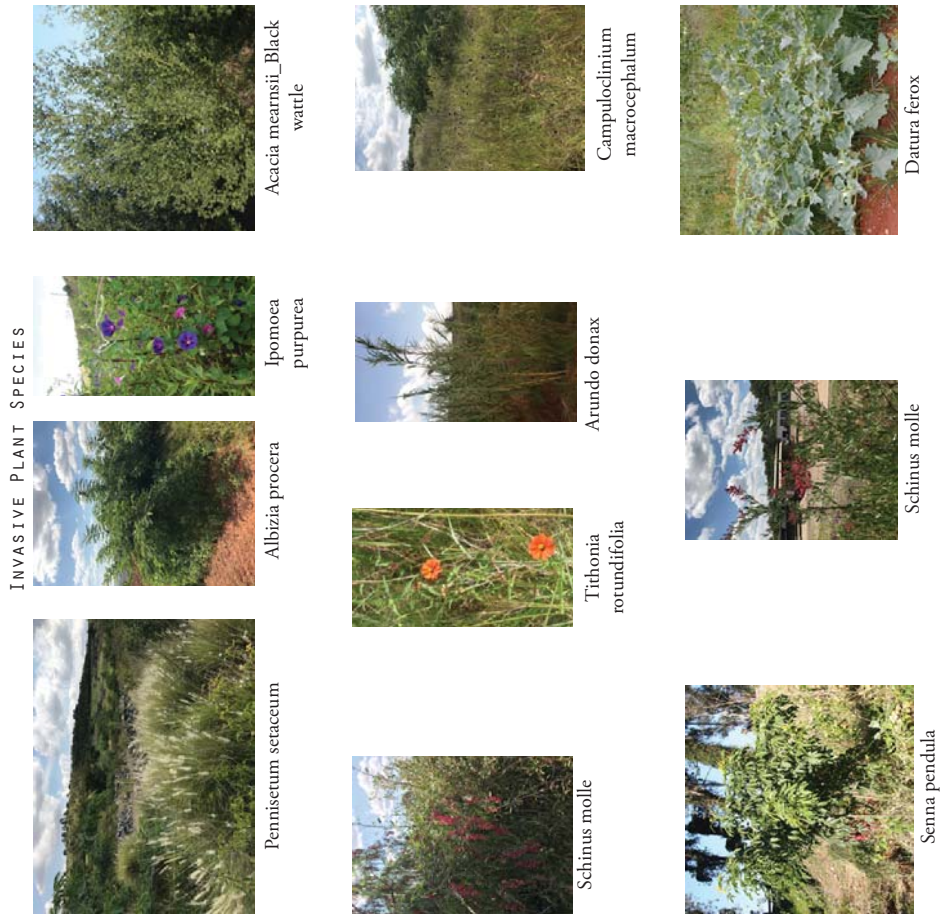 INVASIVE PLANT SPECIES
Pennisetum setaceum
Albizia procera
Ipomoea
purpurea
Acacia mearnsii_Black
wattle
Schinus molle
Tithonia
rotundifolia
Arundo donax
Campuloclinium
macrocephalum
Senna pendula
Schinus molle
Datura ferox